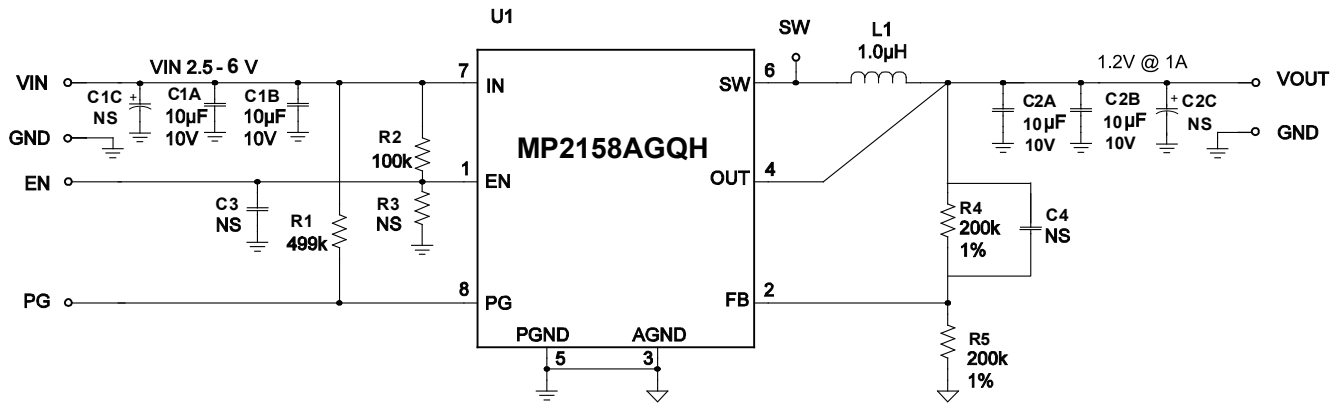 U1
SW
L1
1.0µH
VIN
VIN 2.5 - 6 V
7
IN
SW
6
1.2V @ 1A
VOUT
C1C
NS
+
C1A
10µF
10V
C1B
10µF
10V
GND
R2
100k
MP2158AGQH
C2A
10µF
10V
C2B
10µF
10V
+
C2C
NS
GND
EN
1
EN
OUT
4
C3
NS
R1
499k
R3
NS
R4
200k
1%
C4
NS
PG
8
PG
FB
2
PGND
AGND
5
3
R5
200k
1%